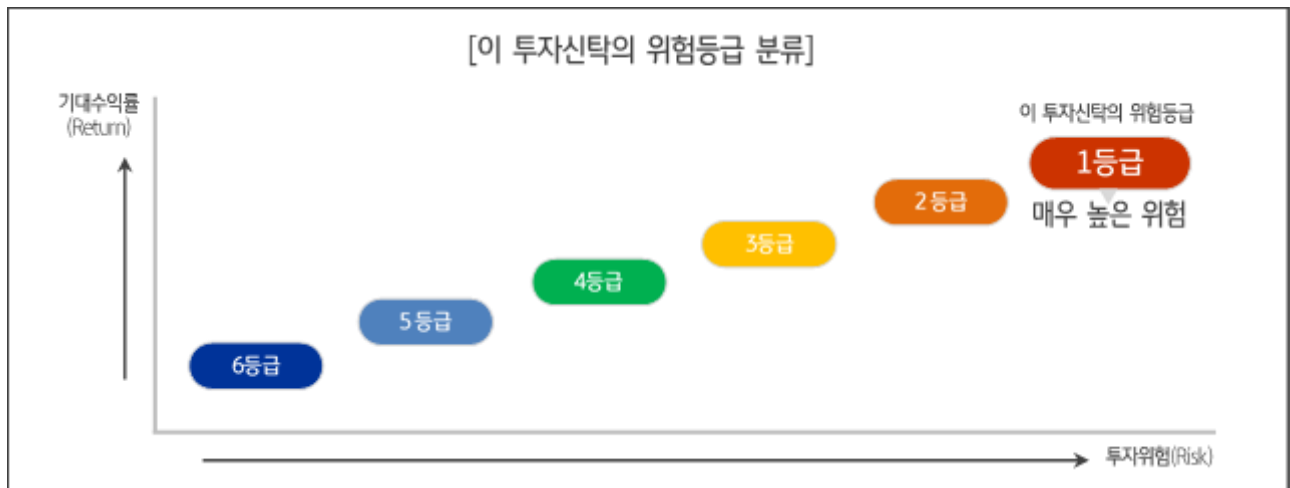 [이 투자신탁의 위험등급 분류]
기대수익률
(Return)
이 투자신탁의 위험등급
1등급
매우 높은 위험
2등급
3등급
4등급
5등급
6등급
투자위험(Risk)